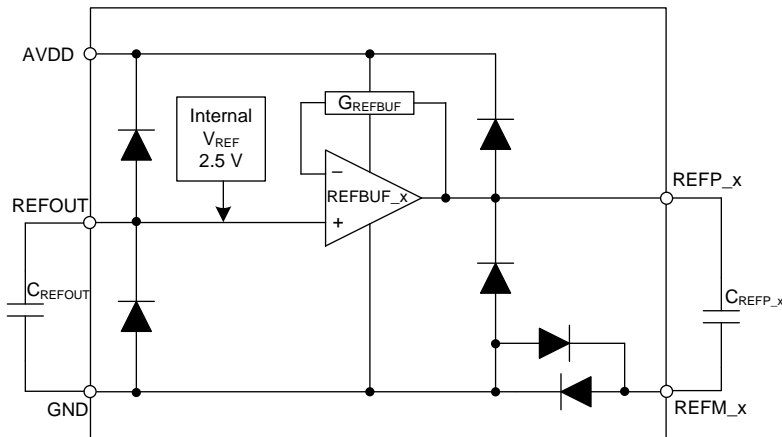 AVDD
Internal
VREF
2.5 V
GREFBUF
−
REFBUF_x
+
REFOUT
REFP_x
CREFOUT
CREFP_x
GND
REFM_x